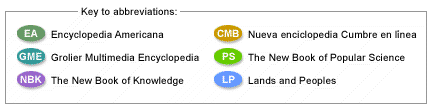 Key to abbreviations:
EA Encyclopedia Americana
GME Grolier Multimedia Encyclopedia
NBK The New Book of Knowledge
CMB Nueva enciclopedia Cumbre en línea
PS The New Book of Popular Science
LP Lands and Peoples